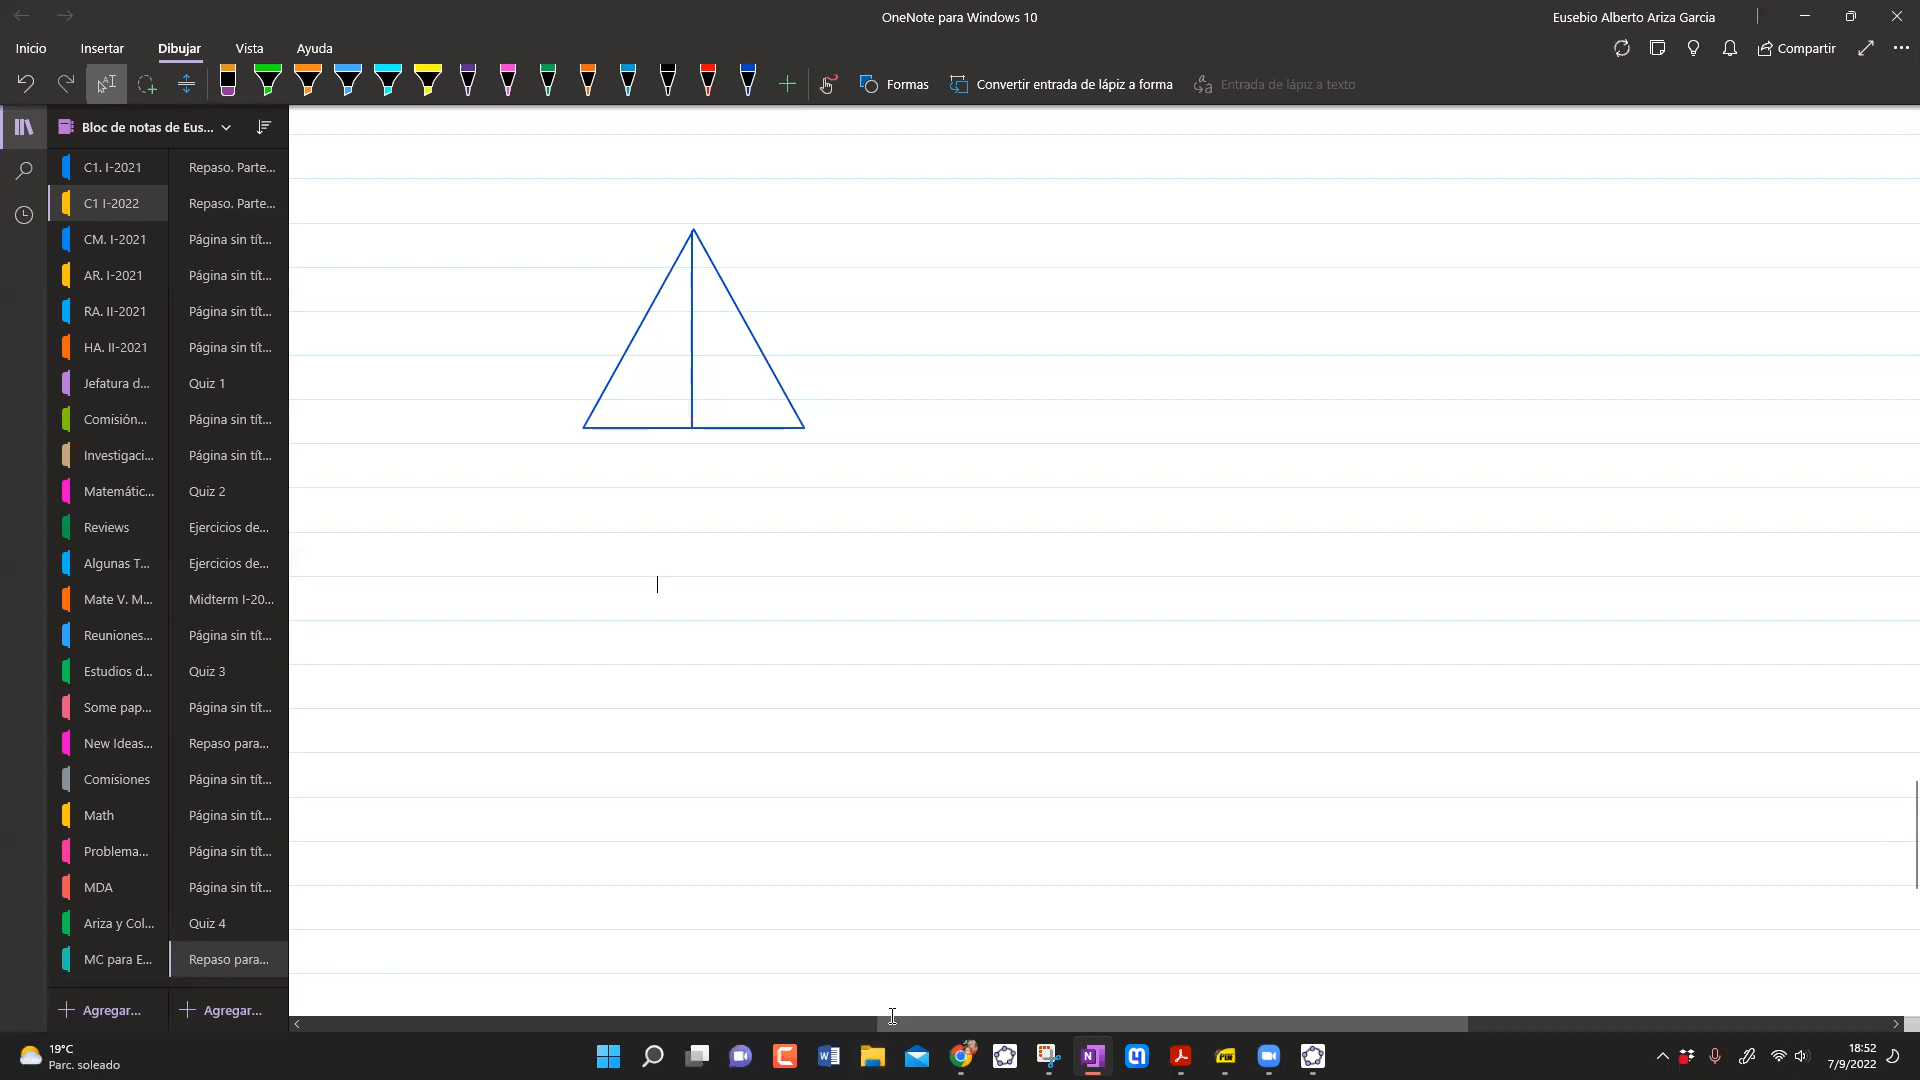 OneNote para Windows 10
Eusebio Alberto Ariza Garcia
Inicio
Insertar
Dibujar
Vista
Ayuda
Compartir
Formas
Convertir entrada de lápiz a forma
Entrada de lápiz a texto
Bloc de notas de Eus...
C1. I-2021
Repaso. Parte...
C1 I-2022
Repaso. Parte...
CM. I-2021
Página sin tít...
AR. I-2021
Página sin tít...
RA. II-2021
Página sin tít...
HA. II-2021
Página sin tít...
Jefatura d...
Quiz 1
Comisión...
Página sin tít...
Investigaci...
Página sin tít...
Matemátic...
Quiz 2
Reviews
Ejercicios de...
Algunas T...
Ejercicios de...
Mate V. M...
Midterm I-20...
Reuniones...
Página sin tít...
Estudios d...
Quiz 3
Some pap...
Página sin tít...
New Ideas...
Repaso para...
Comisiones
Página sin tít...
Math
Página sin tít...
Problema...
Página sin tít...
MDA
Página sin tít...
Ariza y Col...
Quiz 4
MC para E...
Repaso para...
Agregar...
Agregar...
19°C
Parc. soleado
18:52
7/9/2022